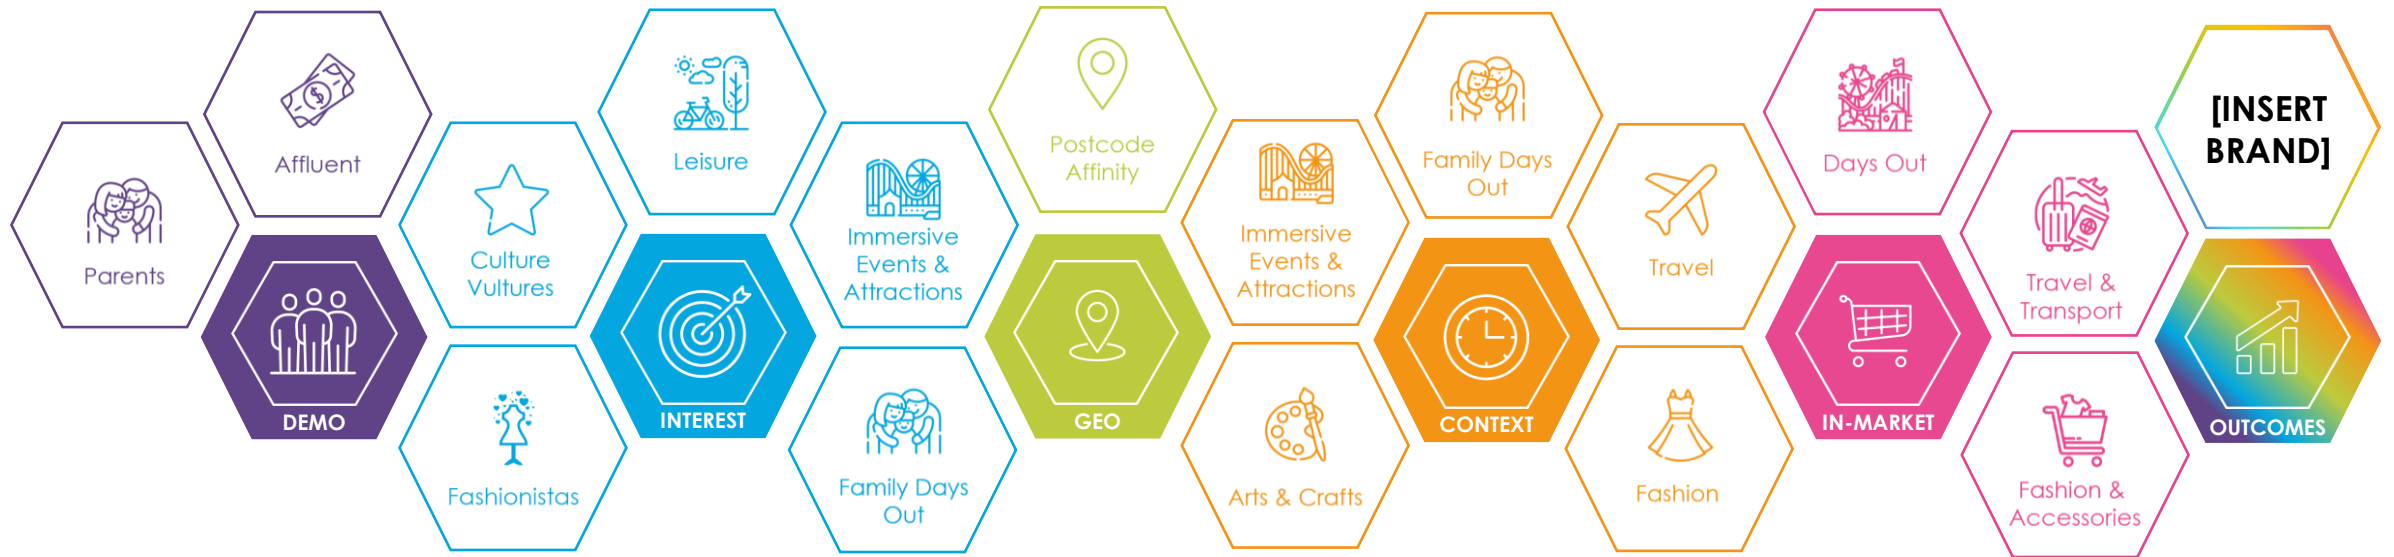 Parents
Affluent
DEMO
Culture
Vultures
Fashionistas
Leisure
INTEREST
Immersive
Events &
Attractions
Family Days
Out
Postcode
Affinity
GEO
Immersive
Events &
Attractions
Arts & Crafts
Family Days
Out
CONTEXT
Travel
Fashion
Days Out
IN-MARKET
Travel &
Transport
Fashion &
Accessories
[INSERT
BRAND]
OUTCOMES